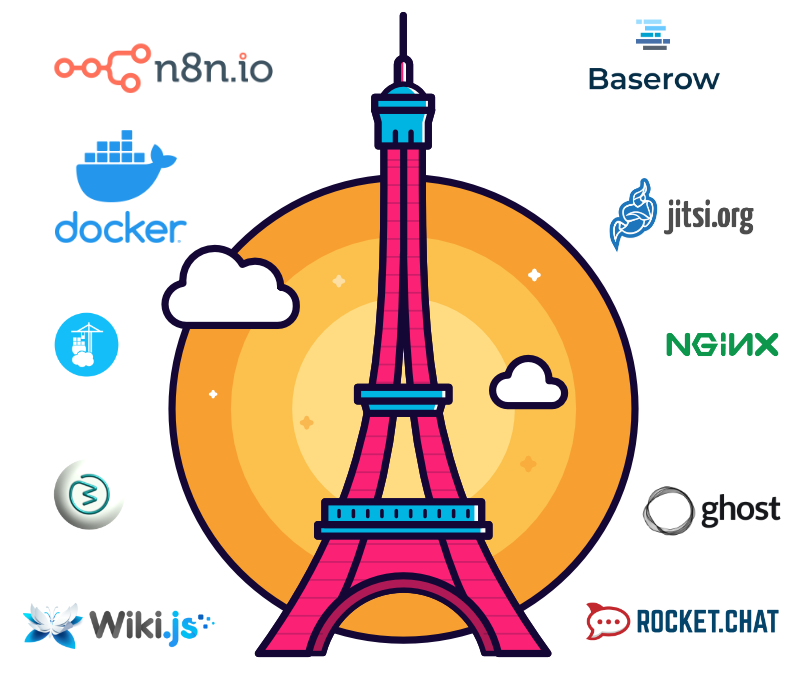 n8n.io
Baserow
docker
jitsi.org
NGINX
ghost
Wiki.js
ROCKET.CHAT